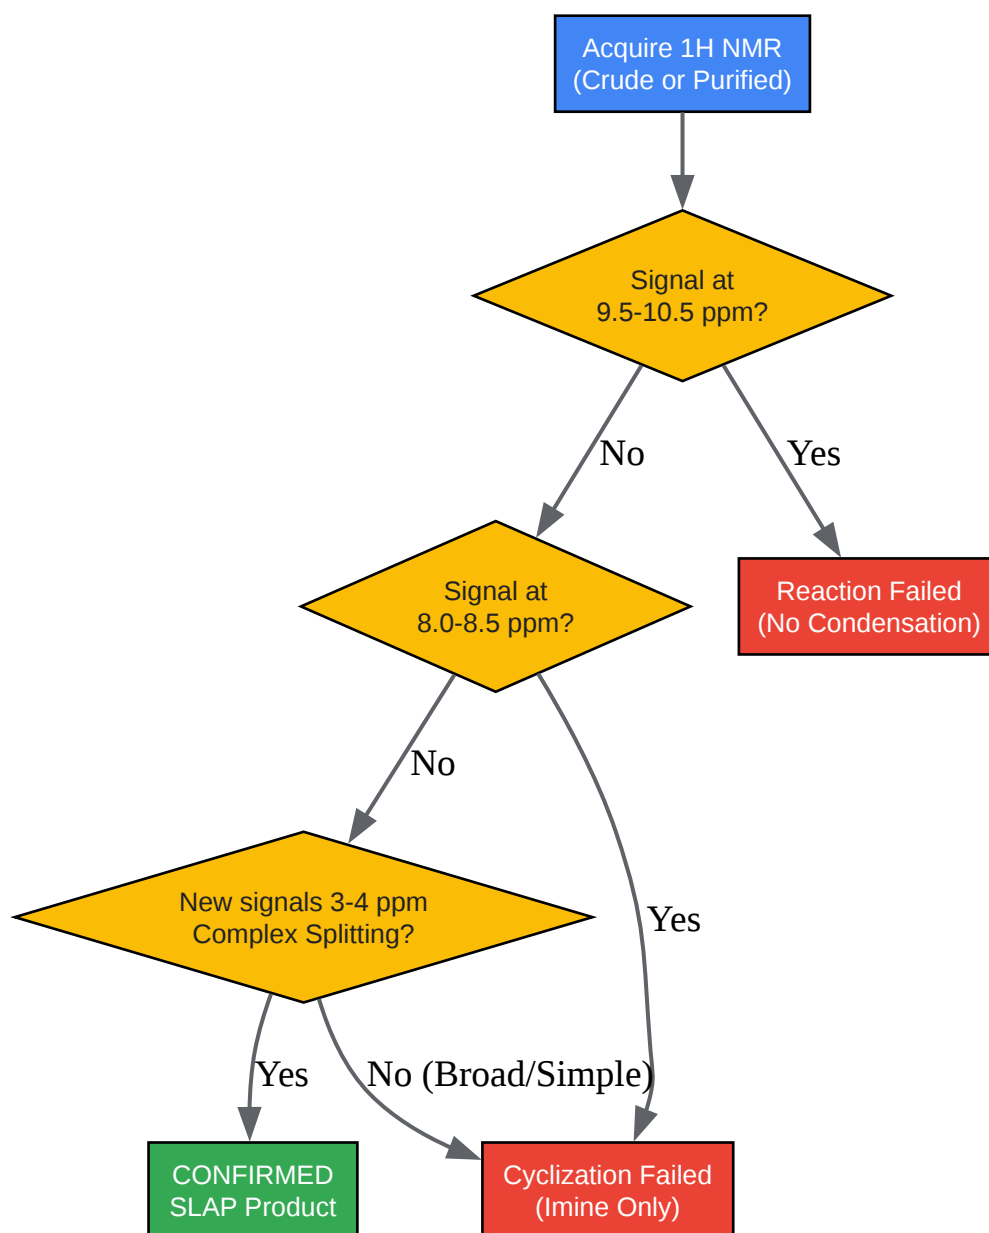 Acquire 1H NMR
(Crude or Purified)
Signal at
9.5-10.5 ppm?
No
Yes
Signal at
8.0-8.5 ppm?
Reaction Failed
(No Condensation)
No
Yes
New signals 3-4 ppm
Complex Splitting?
Yes
No (Broad/Simple)
CONFIRMED
SLAP Product
Cyclization Failed
(Imine Only)